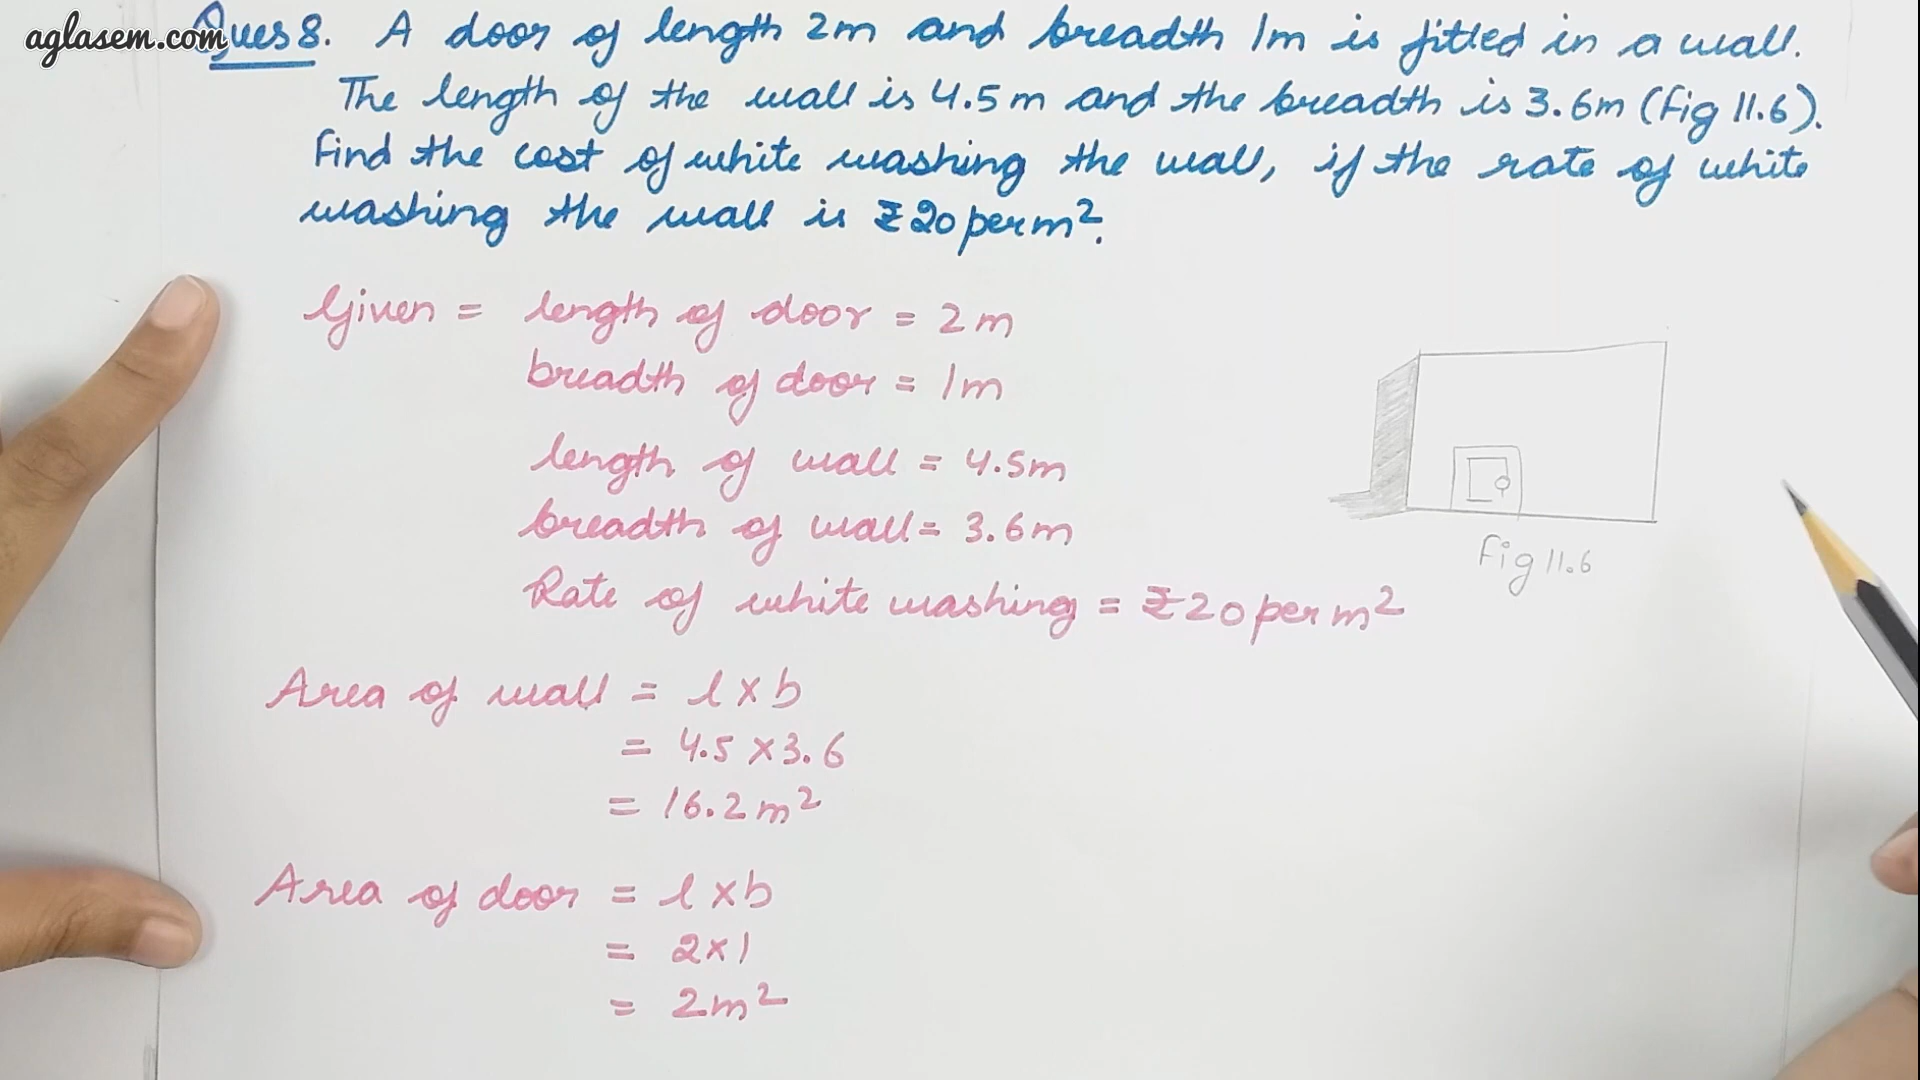 aglasem.com
Ques 8. A door of length 2m and breadth 1m is fitted in a wall.
The length of the wall is 4.5m and the breadth is 3.6m (Fig 11.6).
Find the cost of white washing the wall, if the rate of white
washing the wall is ₹20 per m².
Given = length of door = 2m
breadth of door = 1m
length of wall = 4.5m
breadth of wall = 3.6m
Rate of white washing = ₹20 per m²
Fig 11.6
Area of wall = l × b
= 4.5 × 3.6
= 16.2 m²
Area of door = l × b
= 2 × 1
= 2m²